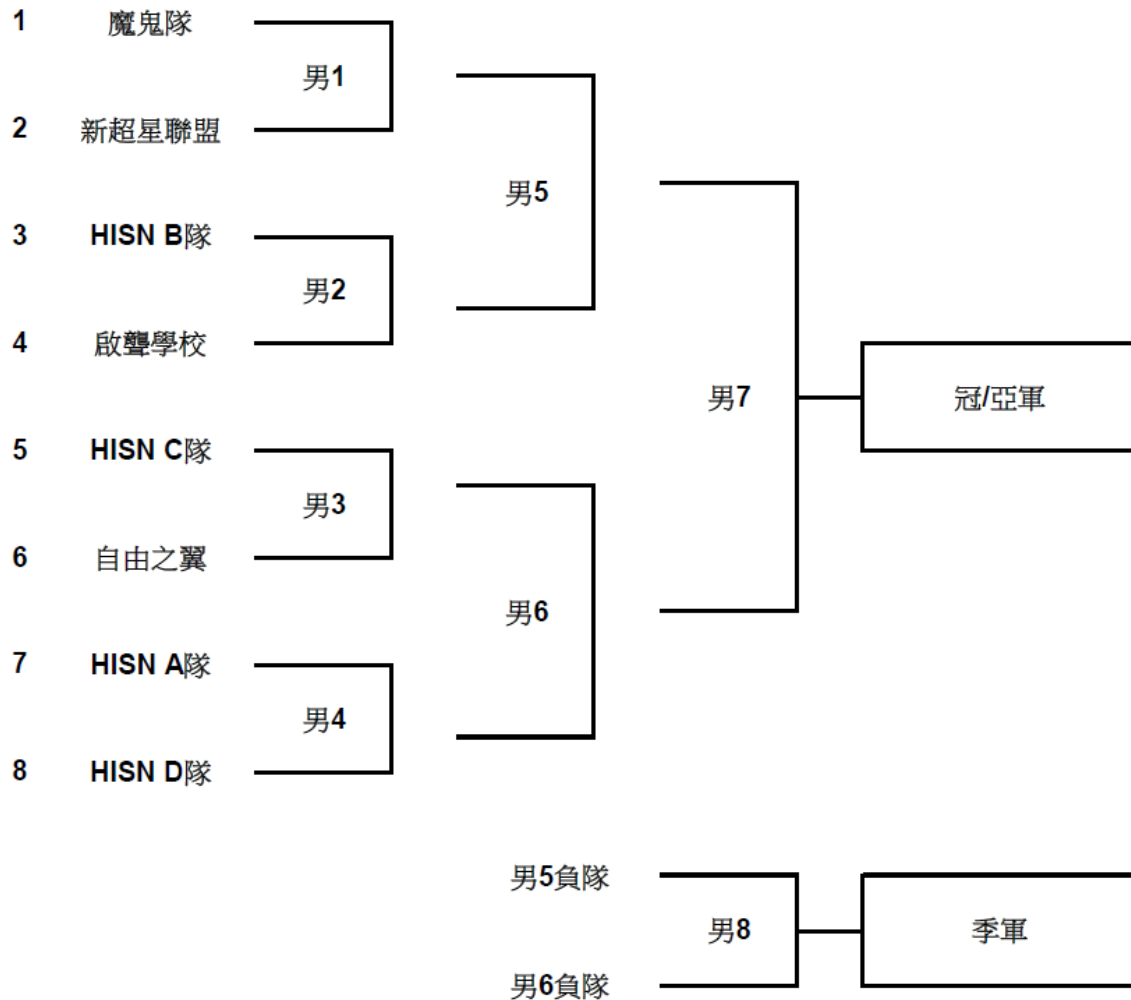 1 魔鬼隊
男1
2 新超星聯盟
男5
3 HISN B隊
男2
4 啟聾學校
男7
冠/亞軍
5 HISN C隊
男3
6 自由之翼
男6
7 HISN A隊
男4
8 HISN D隊
男5負隊
男8
季軍
男6負隊